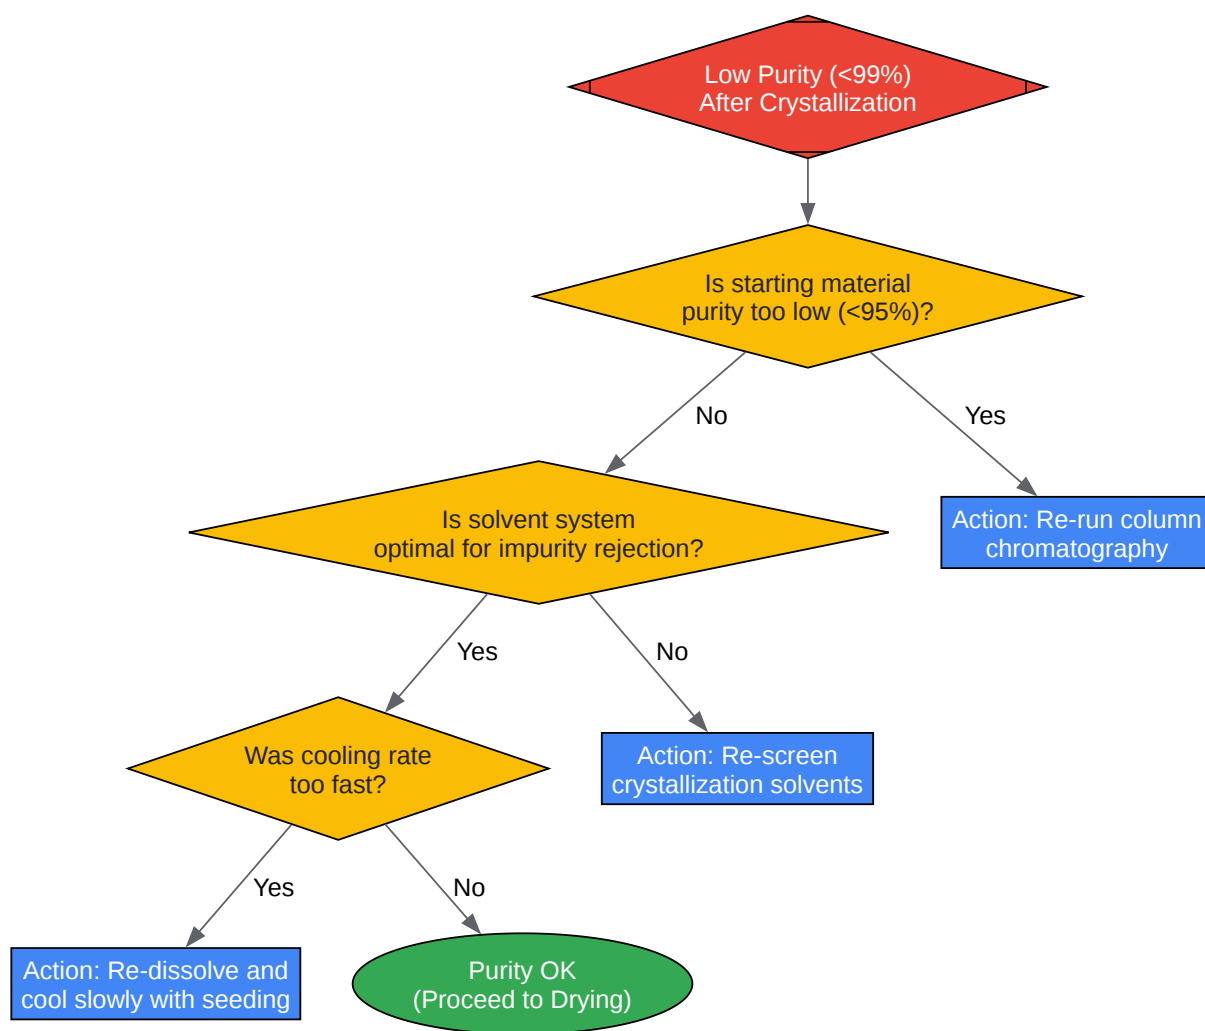 Low Purity (<99%)
After Crystallization
Is starting material
purity too low (<95%)?
No
Yes
Is solvent system
optimal for impurity rejection?
Action: Re-run column
chromatography
Yes
No
Was cooling rate
too fast?
Action: Re-screen
crystallization solvents
Yes
No
Action: Re-dissolve and
cool slowly with seeding
Purity OK
(Proceed to Drying)